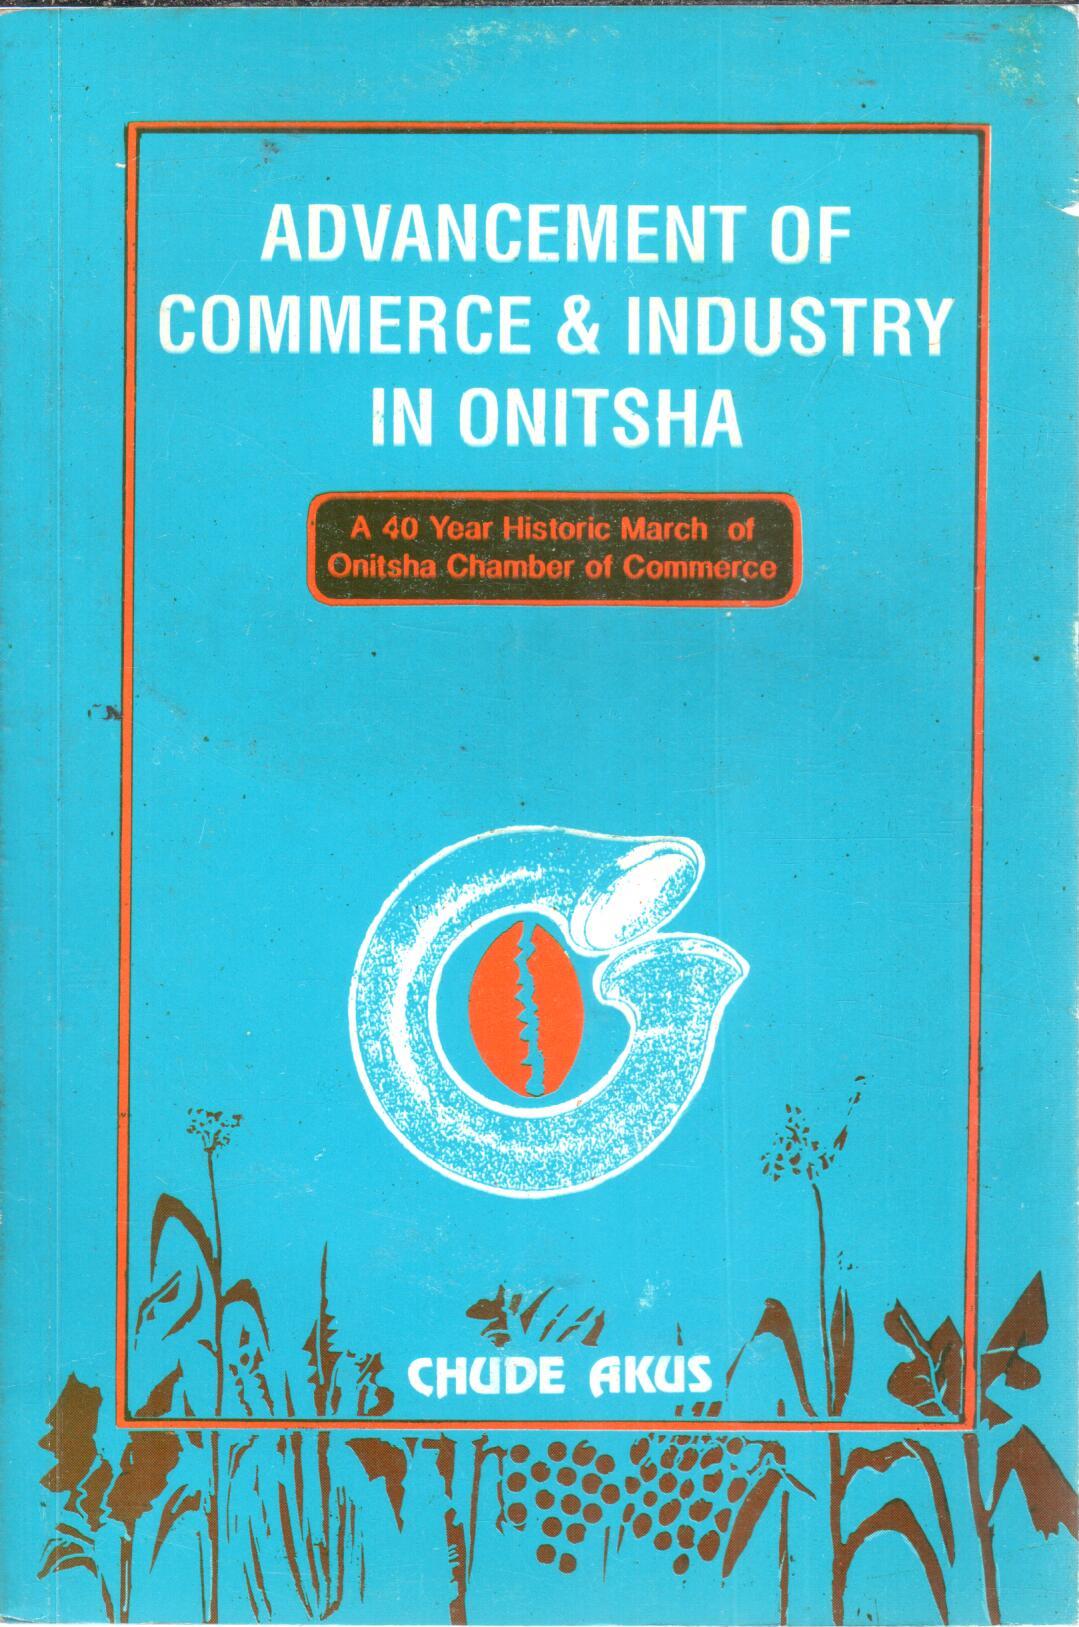 ADVANCEMENT OF
COMMERCE & INDUSTRY
IN ONITSHA
A 40 Year Historic March of
Onitsha Chamber of Commerce
CHUDE AKUS